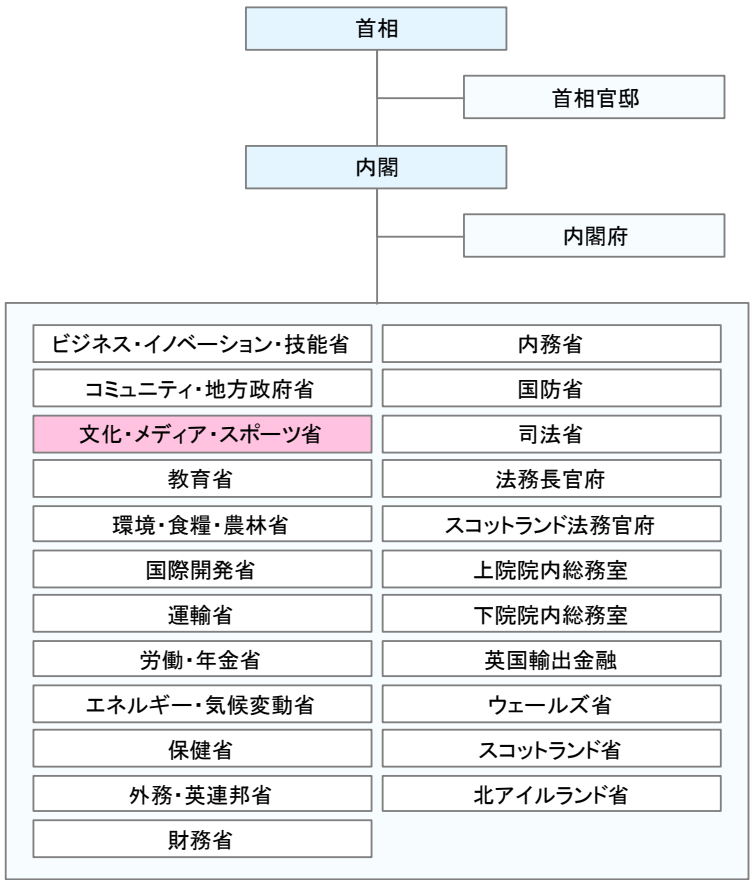 首相
首相官邸
内閣
内閣府
ビジネス・イノベーション・技能省
コミュニティ・地方政府省
文化・メディア・スポーツ省
教育省
環境・食糧・農林省
国際開発省
運輸省
労働・年金省
エネルギー・気候変動省
保健省
外務・英連邦省
財務省
内務省
国防省
司法省
法務長官府
スコットランド法務官府
上院院内総務室
下院院内総務室
英国輸出金融
ウェールズ省
スコットランド省
北アイルランド省